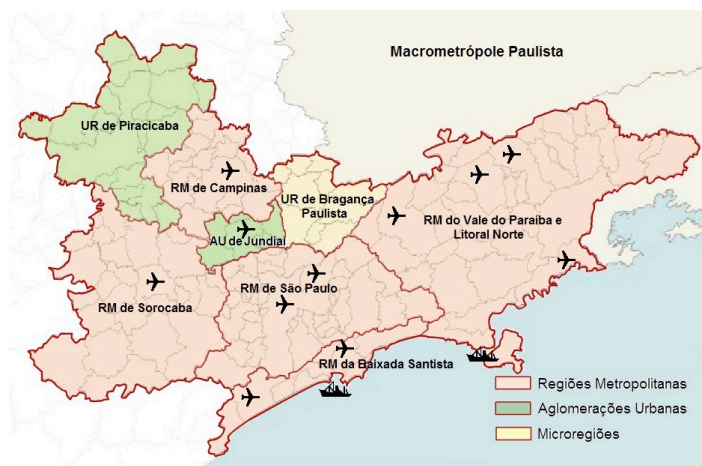 Macrometrópole Paulista
UR de Piracicaba
RM de Campinas
UR de Bragança
Paulista
RM do Vale do Paraíba e
Litoral Norte
AU de Jundiaí
RM de São Paulo
RM de Sorocaba
RM da Baixada Santista
Regiões Metropolitanas
Aglomerações Urbanas
Microregiões